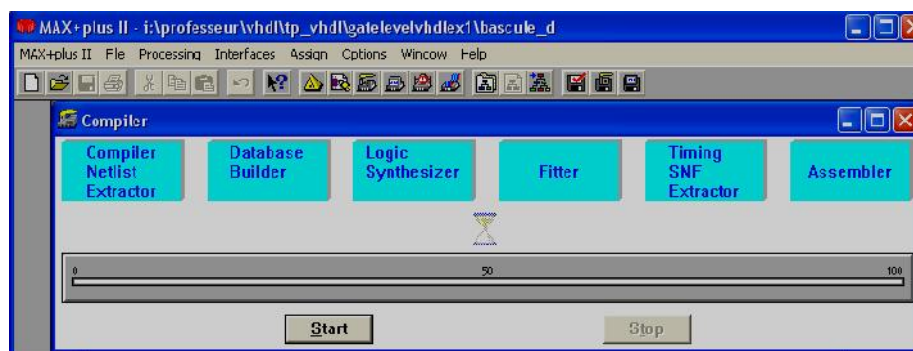 MAX+plus II - i:\professeur\vhdl\tp_vhdl\gatelevelvhdlex1\bascule_d
MAX+plus II File Processing Interfaces Assign Options Window Help
Compiler
Compiler Netlist Extractor
Database Builder
Logic Synthesizer
Fitter
Timing SNF Extractor
Assembler
0 50 100
Start Stop